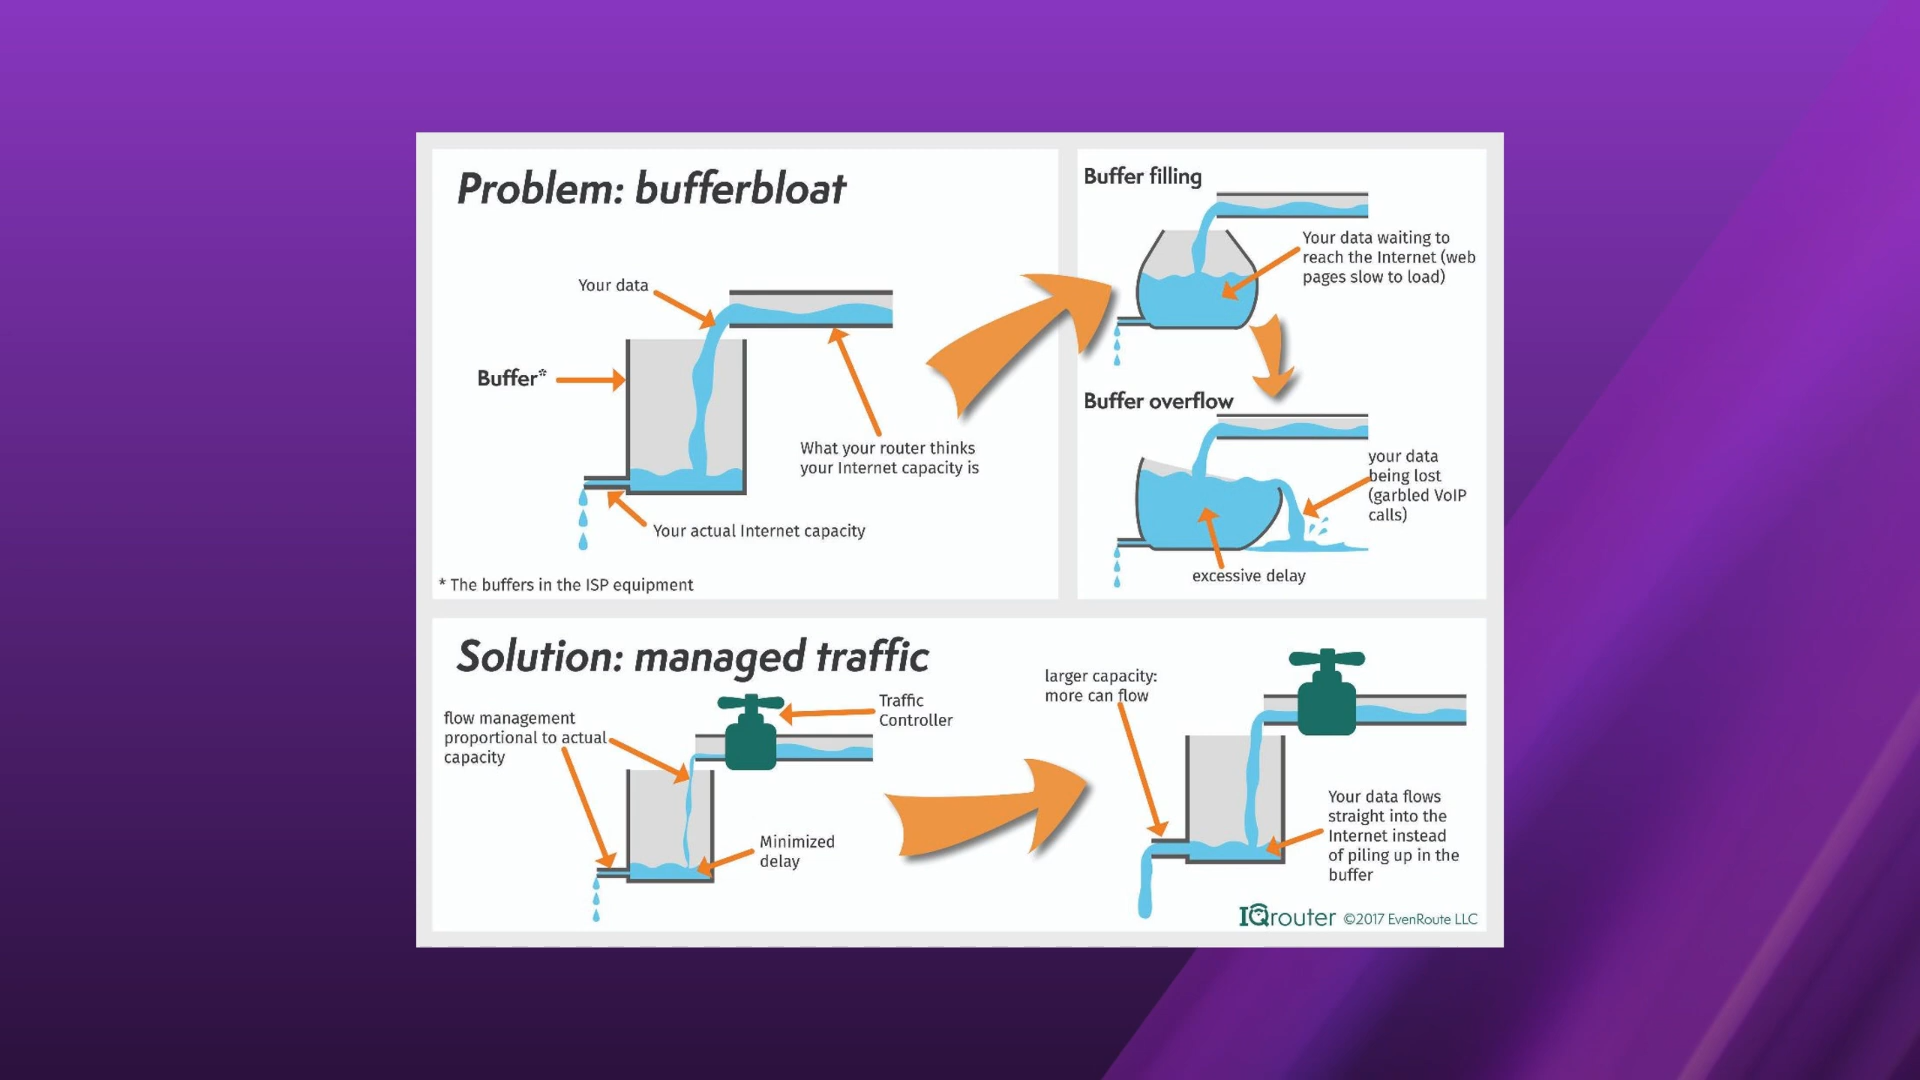 Problem: bufferbloat
Your data
Buffer*
What your router thinks
your Internet capacity is
Your actual Internet capacity
* The buffers in the ISP equipment
Buffer filling
Your data waiting to
reach the Internet (web
pages slow to load)
Buffer overflow
your data
being lost
(garbled VoIP
calls)
excessive delay
Solution: managed traffic
flow management
proportional to actual
capacity
Traffic
Controller
Minimized
delay
larger capacity:
more can flow
Your data flows
straight into the
Internet instead
of piling up in the
buffer
IQrouter ©2017 EvenRoute LLC